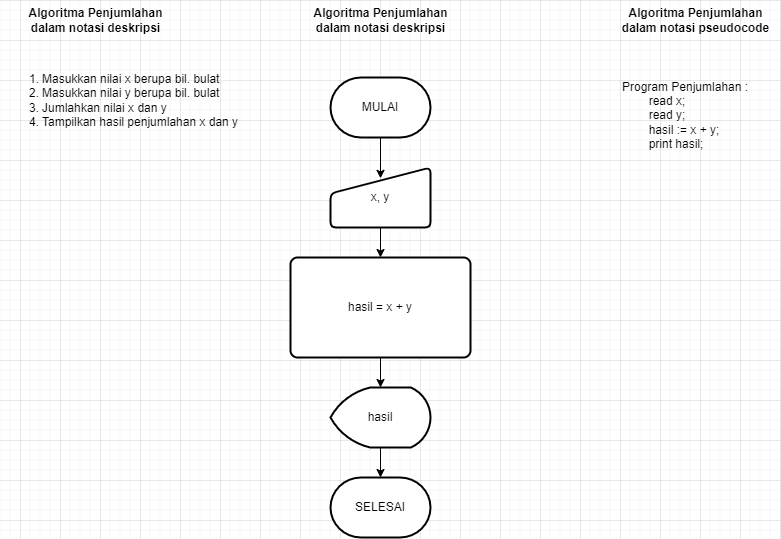 Algoritma Penjumlahan
dalam notasi deskripsi
1. Masukkan nilai x berupa bil. bulat
2. Masukkan nilai y berupa bil. bulat
3. Jumlahkan nilai x dan y
4. Tampilkan hasil penjumlahan x dan y
Algoritma Penjumlahan
dalam notasi deskripsi
MULAI
x, y
hasil = x + y
hasil
SELESAI
Algoritma Penjumlahan
dalam notasi pseudocode
Program Penjumlahan :
read x;
read y;
hasil := x + y;
print hasil;